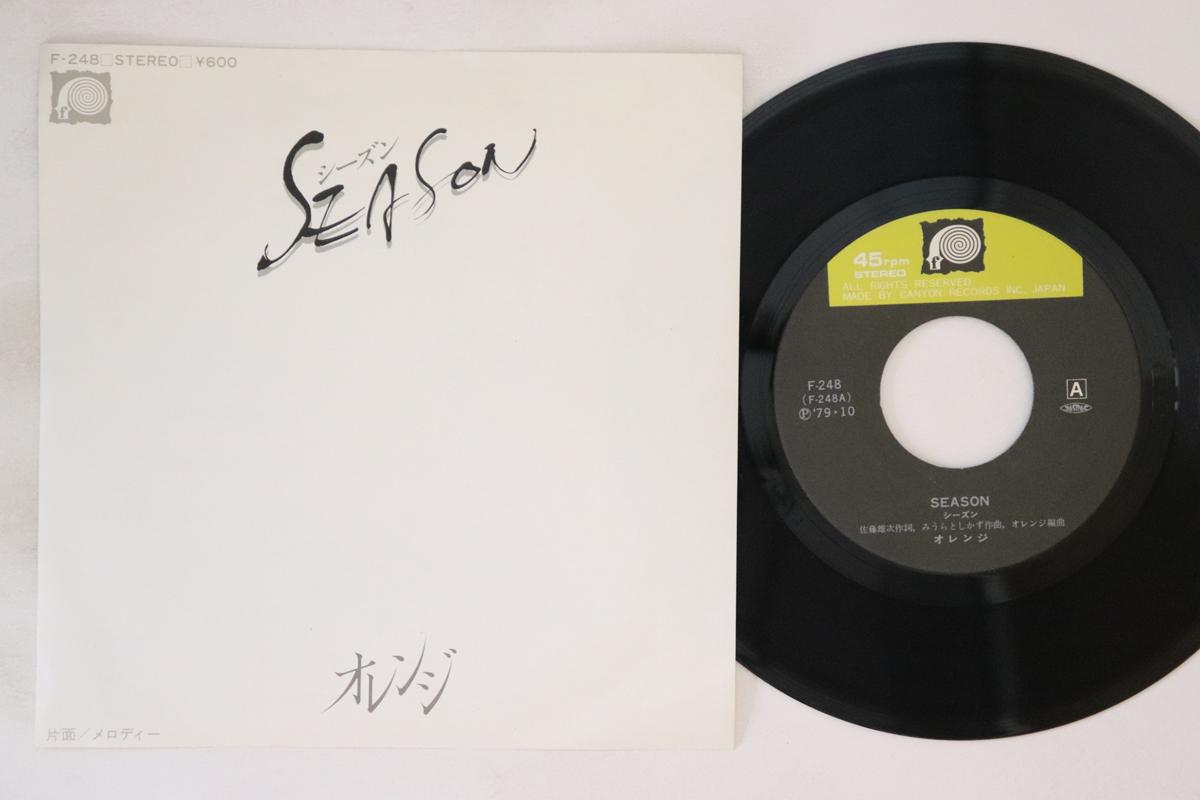 F-248□STEREO□¥600
f
シーズン
SEASON
オレンジ
片面／メロディー
f
45rpm
STEREO
ALL RIGHTS RESERVED
MADE BY CANYON RECORDS INC. JAPAN
F-248
(F-248A)
Ⓟ'79・10
A
SEASON
シーズン
佐藤雄次作詞，みうらとしかず作曲，オレンジ編曲
オレンジ